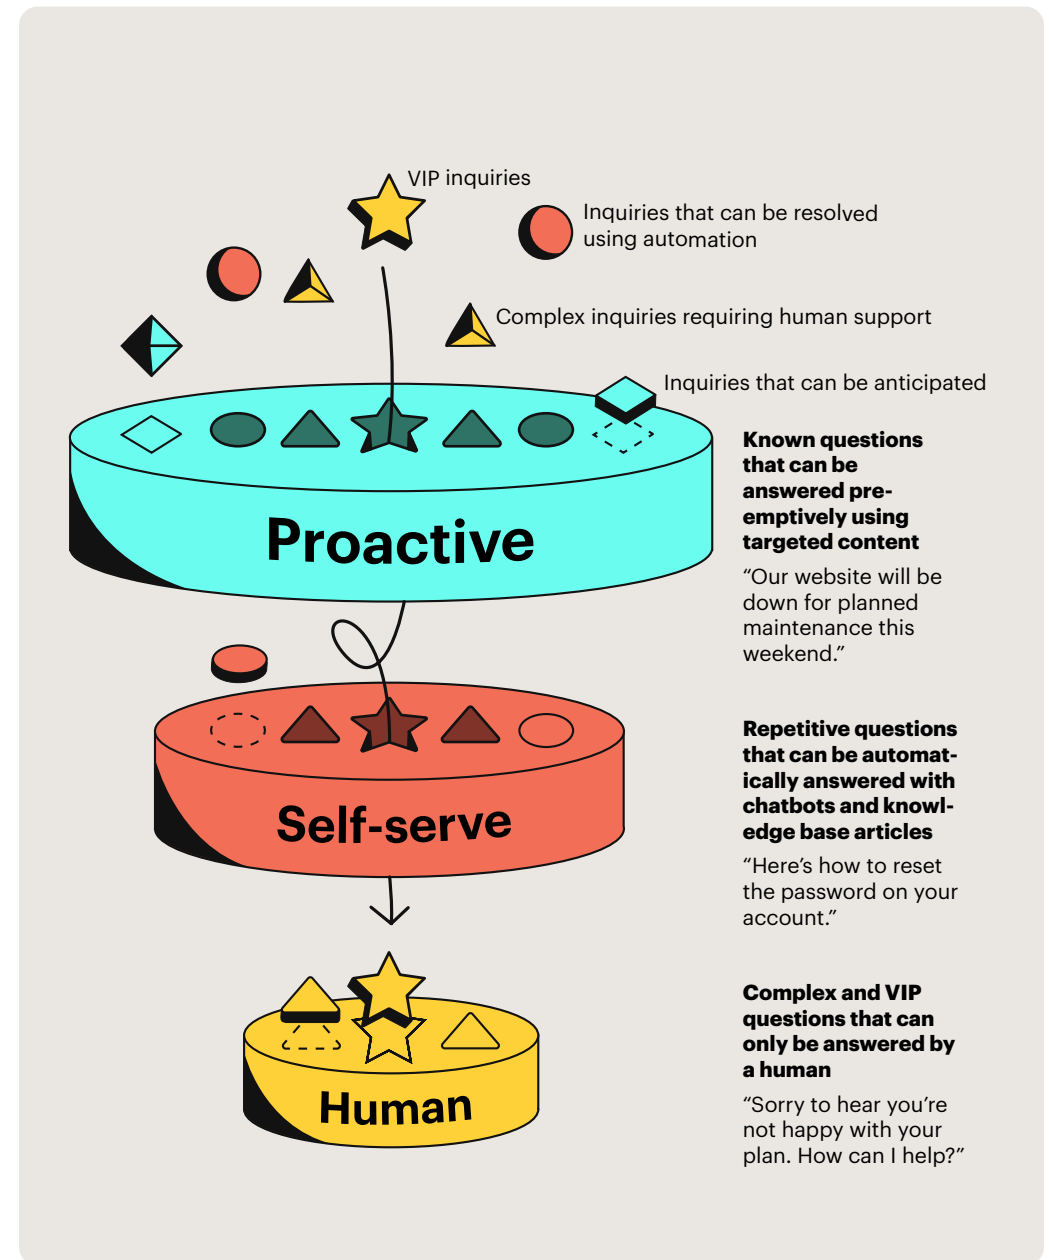 VIP inquiries
Inquiries that can be resolved
using automation
Complex inquiries requiring human support
Inquiries that can be anticipated
Proactive
Known questions
that can be
answered pre-
emptively using
targeted content
“Our website will be
down for planned
maintenance this
weekend.”
Self-serve
Repetitive questions
that can be automat-
ically answered with
chatbots and knowl-
edge base articles
“Here’s how to reset
the password on your
account.”
Human
Complex and VIP
questions that can
only be answered by
a human
“Sorry to hear you’re
not happy with your
plan. How can I help?”